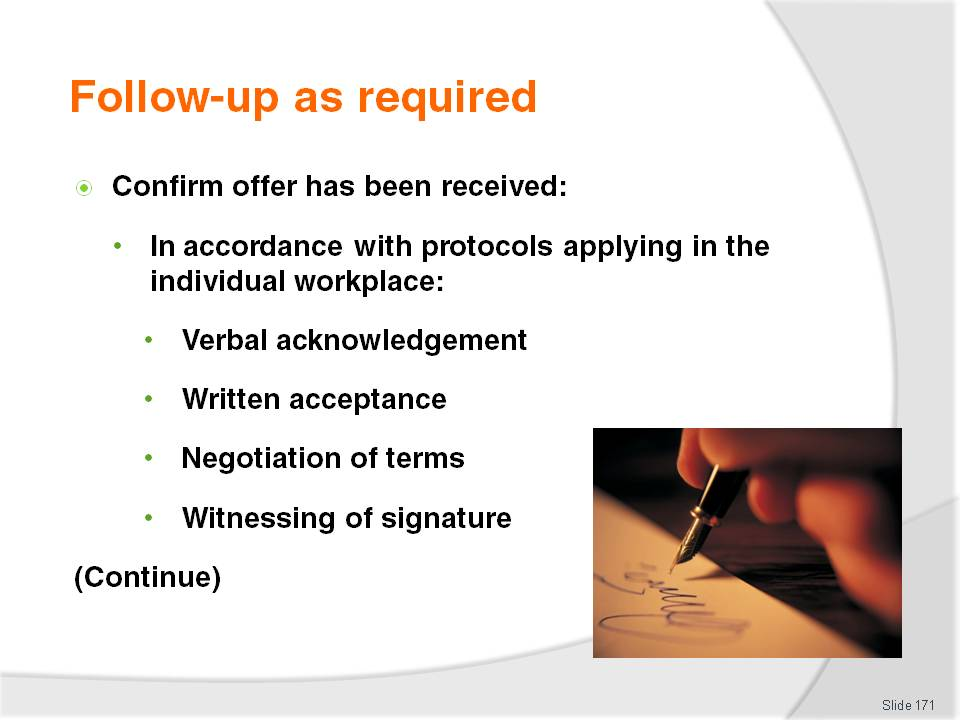 Follow-up as required
Confirm offer has been received:
In accordance with protocols applying in the
individual workplace:
Verbal acknowledgement
Written acceptance
Negotiation of terms
Witnessing of signature
(Continue)
Slide 171